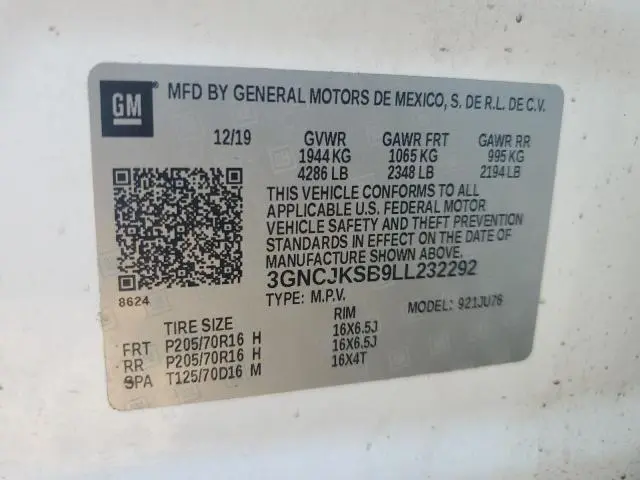 GM
MFD BY GENERAL MOTORS DE MEXICO, S. DE R.L. DE C.V.
12/19 GVWR GAWR FRT GAWR RR
1944 KG 1065 KG 995 KG
4286 LB 2348 LB 2194 LB
THIS VEHICLE CONFORMS TO ALL
APPLICABLE U.S. FEDERAL MOTOR
VEHICLE SAFETY AND THEFT PREVENTION
STANDARDS IN EFFECT ON THE DATE OF
MANUFACTURE SHOWN ABOVE.
3GNCJKSB9LL232292
8624
TYPE: M.P.V. MODEL: 921JU76
TIRE SIZE RIM
FRT P205/70R16 H 16X6.5J
RR P205/70R16 H 16X6.5J
SPA T125/70D16 M 16X4T